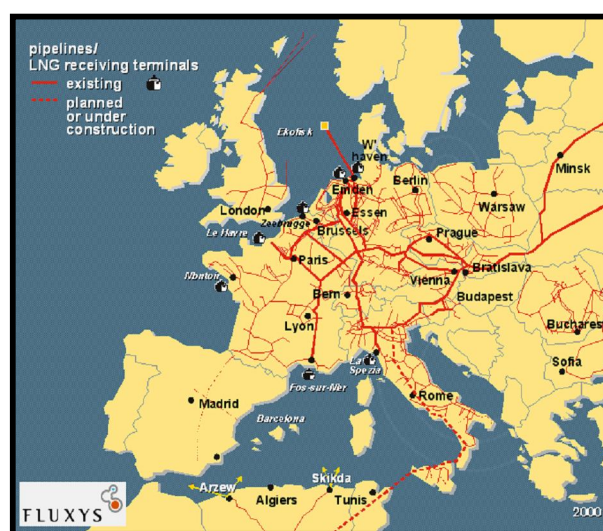 pipelines/
LNG receiving terminals
existing
planned
or under
construction
Ekofisk
W'
haven
Emden
Berlin
Minsk
London
Zeebrugge
Essen
Warsaw
Le Havre
Brussels
Prague
Paris
Bratislava
Vienna
Montoir
Bern
Budapest
Lyon
Buchares
La
Spezia
Sofia
Fos-sur-Mer
Madrid
Rome
Barcelona
Arzew
Skikda
Algiers
Tunis
FLUXYS
2000